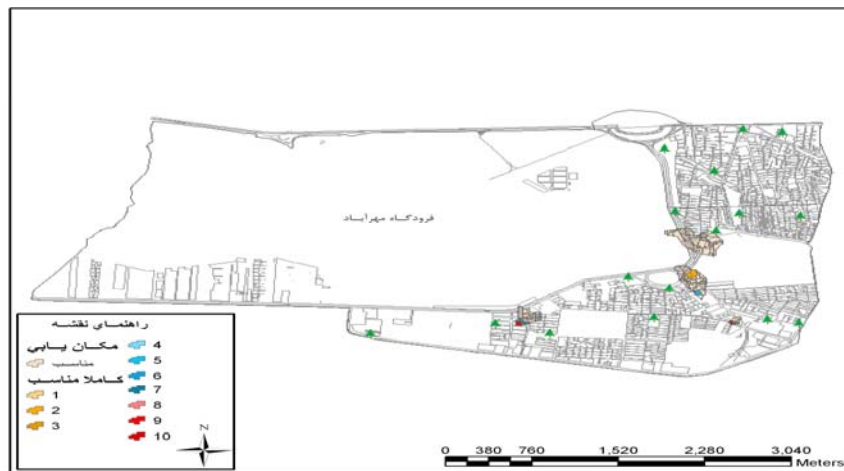 فرودگاه مهرآباد
راهنمای نقشه
مکان یابی
مناسب
کاملا مناسب
1
2
3
4
5
6
7
8
9
10
N
0 380 760 1,520 2,280 3,040
Meters